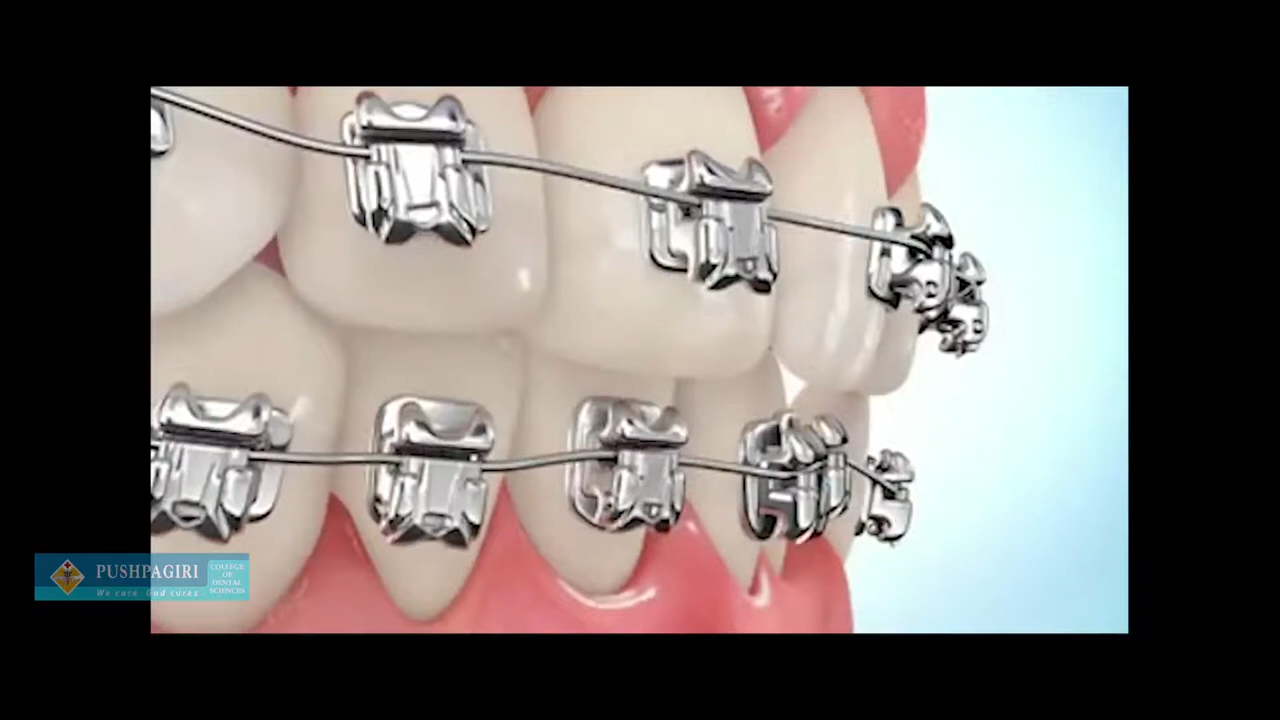 PUSHPAGIRI
We care God cures
COLLEGE
OF
DENTAL
SCIENCES